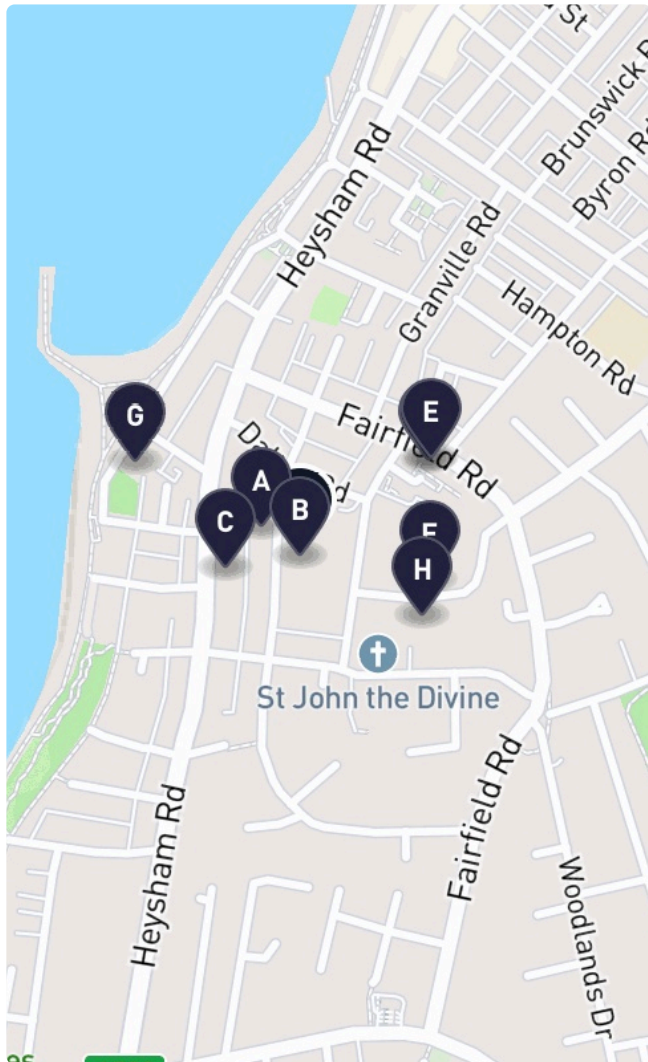 Brunswick R
Byron Rd
Heysham Rd
Granville Rd
Hampton Rd
G
E
Fairfield Rd
A
B
C
H
St John the Divine
Fairfield Rd
Heysham Rd
Woodlands Dr